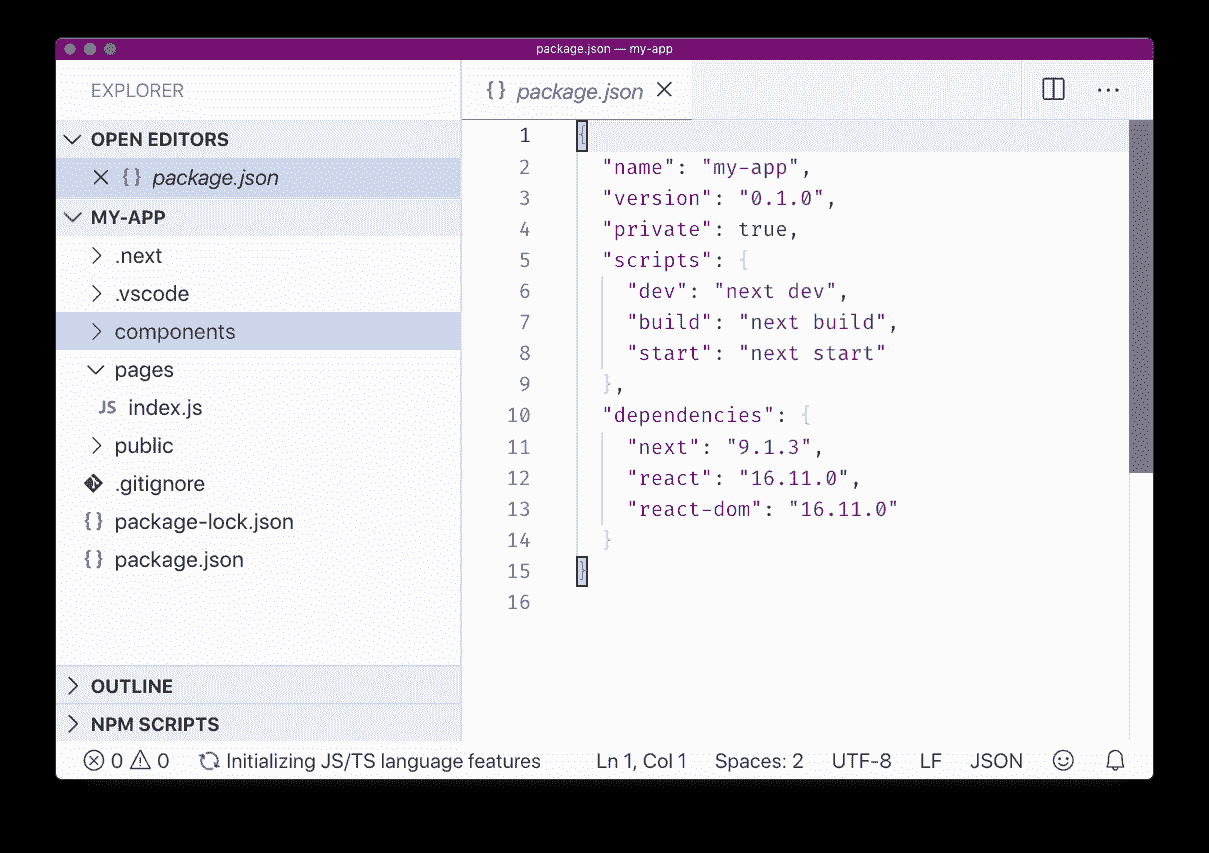 package.json — my-app
EXPLORER
OPEN EDITORS
{} package.json
MY-APP
.next
.vscode
components
pages
JS index.js
public
.gitignore
{} package-lock.json
{} package.json
OUTLINE
NPM SCRIPTS
{} package.json
1 {
2 "name": "my-app",
3 "version": "0.1.0",
4 "private": true,
5 "scripts": {
6 "dev": "next dev",
7 "build": "next build",
8 "start": "next start"
9 },
10 "dependencies": {
11 "next": "9.1.3",
12 "react": "16.11.0",
13 "react-dom": "16.11.0"
14 }
15 }
16
0 0 Initializing JS/TS language features Ln 1, Col 1 Spaces: 2 UTF-8 LF JSON